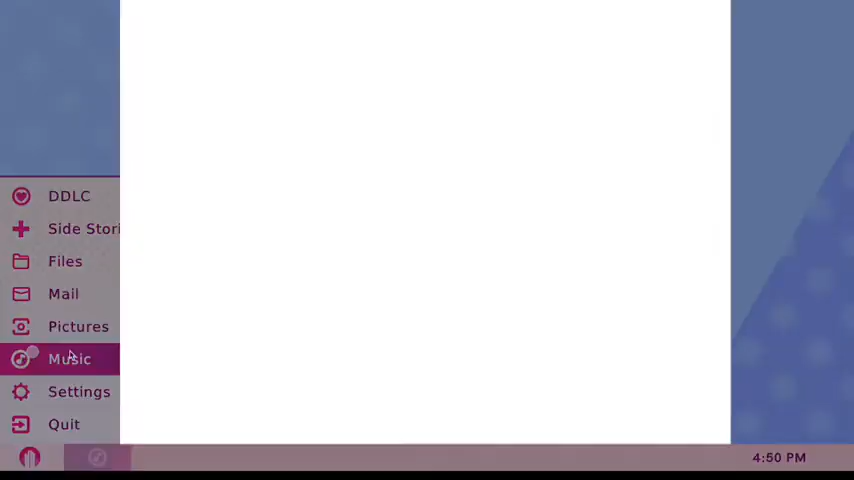 DDLC
Side Stori
Files
Mail
Pictures
Music
Settings
Quit
4:50 PM